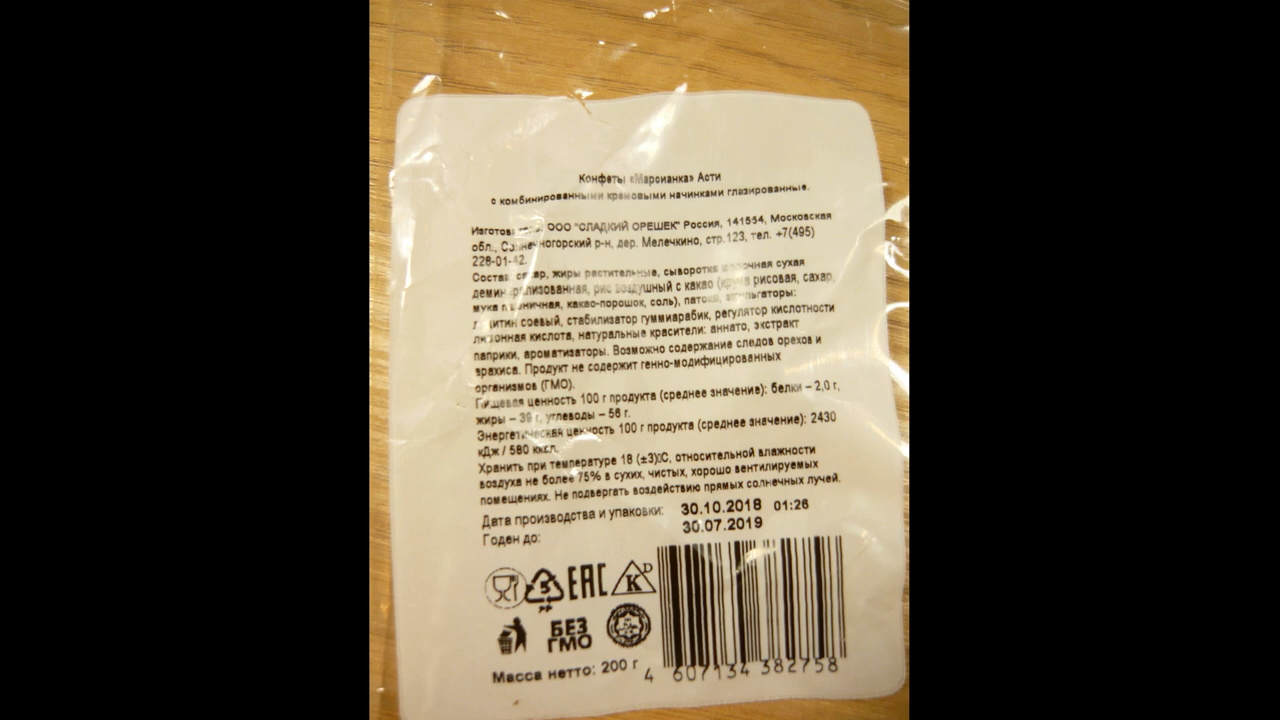 Конфеты «Марсианка» Асти
с комбинированными кремовыми начинками глазированные.
Изготовитель: ООО "СЛАДКИЙ ОРЕШЕК" Россия, 141554, Московская
обл., Солнечногорский р-н, дер. Мелечкино, стр.123, тел. +7(495)
228-01-42.
Состав: сахар, жиры растительные, сыворотка молочная сухая
деминерализованная, рис воздушный с какао (крупа рисовая, сахар,
мука пшеничная, какао-порошок, соль), патока, эмульгаторы:
лецитин соевый, стабилизатор гуммиарабик, регулятор кислотности
лимонная кислота, натуральные красители: аннато, экстракт
паприки, ароматизаторы. Возможно содержание следов орехов и
арахиса. Продукт не содержит генно-модифицированных
организмов (ГМО).
Пищевая ценность 100 г продукта (среднее значение): белки – 2,0 г,
жиры – 39 г, углеводы – 56 г.
Энергетическая ценность 100 г продукта (среднее значение): 2430
кДж / 580 ккал.
Хранить при температуре 18 (±3)С, относительной влажности
воздуха не более 75% в сухих, чистых, хорошо вентилируемых
помещениях. Не подвергать воздействию прямых солнечных лучей.
Дата производства и упаковки: 30.10.2018 01:26
Годен до: 30.07.2019
5 PP EAC K D
БЕЗ
ГМО
Масса нетто: 200 г
4 607134 382758